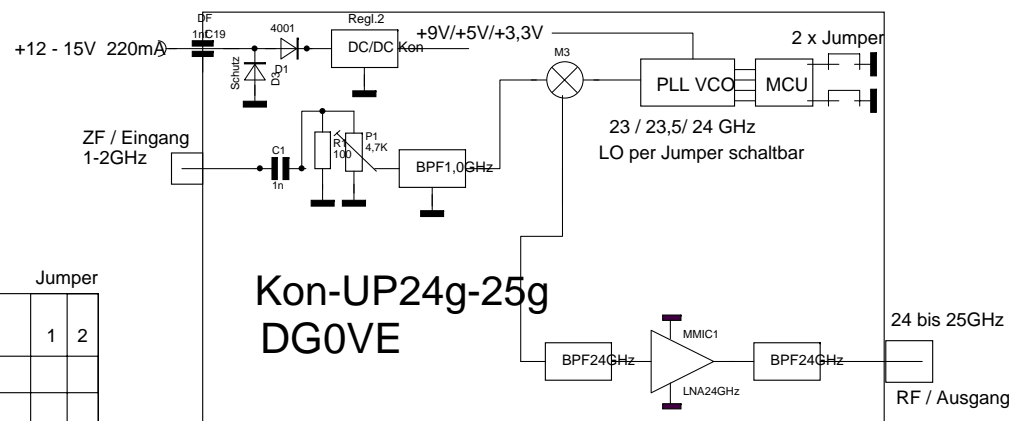 DF
1nF C19
4001
Regl.2
+9V/+5V/+3,3V
+12 - 15V 220mA
DC/DC Kon
M3
2 x Jumper
Schutz
D3
D1
PLL VCO
MCU
ZF / Eingang
1-2GHz
C1
1n
R1
100
P1
4,7K
BPF1,0GHz
23 / 23,5/ 24 GHz
LO per Jumper schaltbar
Jumper
1 2
Kon-UP24g-25g
DG0VE
MMIC1
24 bis 25GHz
BPF24GHz
BPF24GHz
LNA24GHz
RF / Ausgang